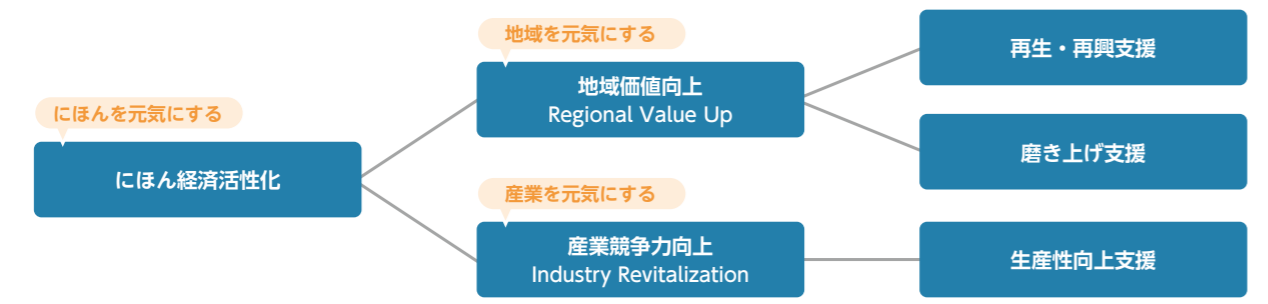 にほんを元気にする
にほん経済活性化
地域を元気にする
地域価値向上
Regional Value Up
産業を元気にする
産業競争力向上
Industry Revitalization
再生・再興支援
磨き上げ支援
生産性向上支援